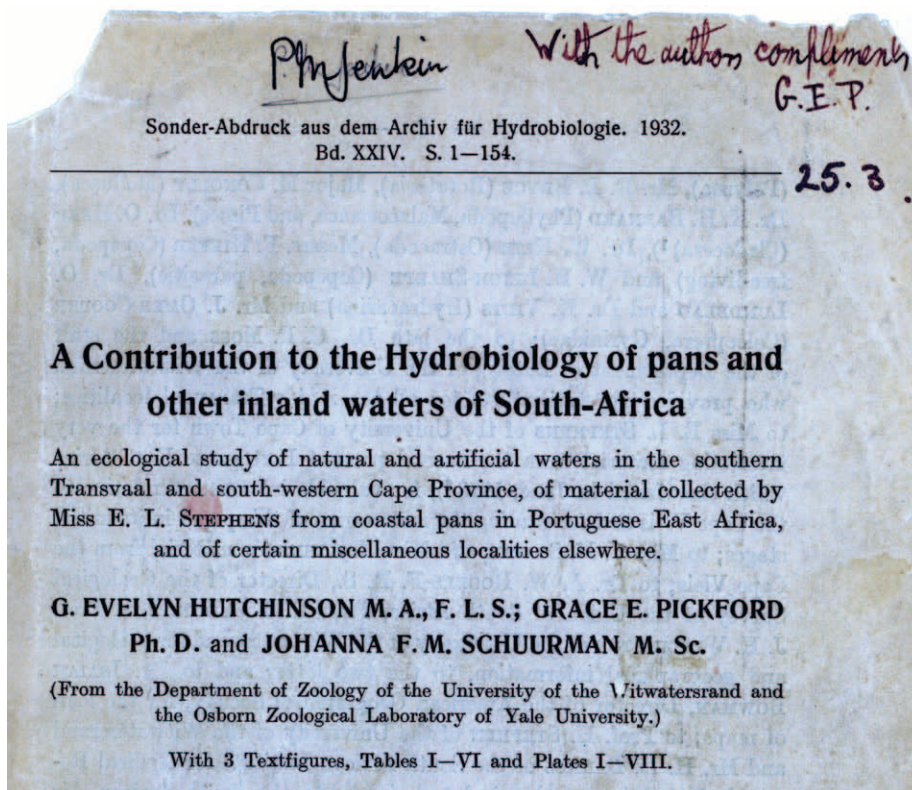 P.M. Jenkin
With the authors compliments
G.E.P.
25.3.
Sonder-Abdruck aus dem Archiv für Hydrobiologie. 1932.
Bd. XXIV. S. 1—154.
A Contribution to the Hydrobiology of pans and
other inland waters of South-Africa
An ecological study of natural and artificial waters in the southern
Transvaal and south-western Cape Province, of material collected by
Miss E. L. STEPHENS from coastal pans in Portuguese East Africa,
and of certain miscellaneous localities elsewhere.
G. EVELYN HUTCHINSON M. A., F. L. S.; GRACE E. PICKFORD
Ph. D. and JOHANNA F. M. SCHUURMAN M. Sc.
(From the Department of Zoology of the University of the Witwatersrand and
the Osborn Zoological Laboratory of Yale University.)
With 3 Textfigures, Tables I—VI and Plates I—VIII.